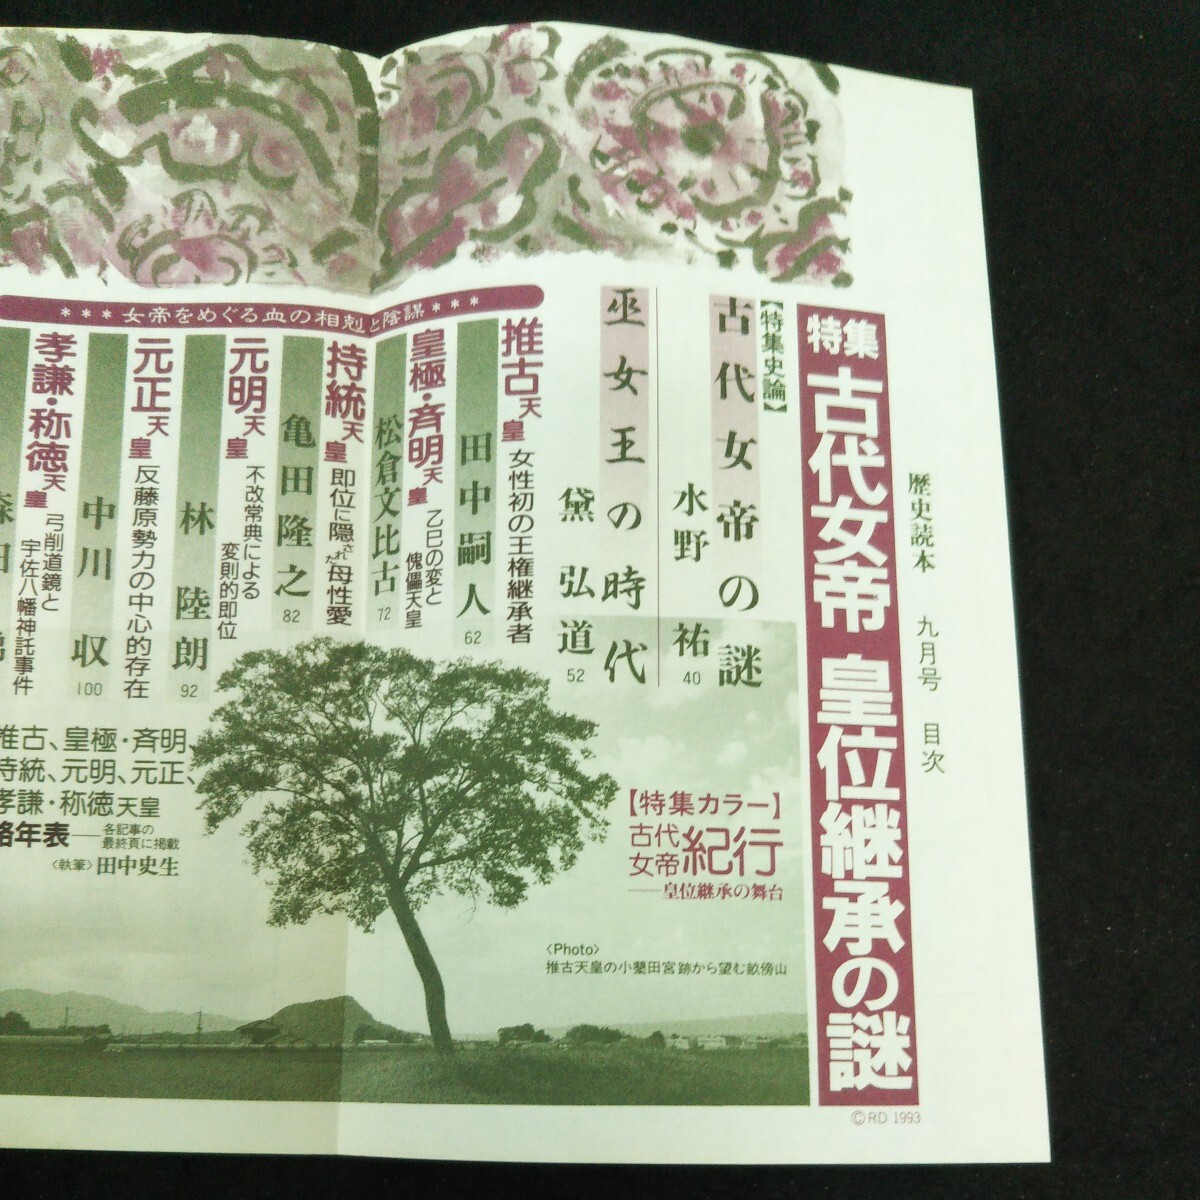 歴史読本 九月号 目次
特集 古代女帝 皇位継承の謎
©RD 1993
【特集史論】
古代女帝の謎
水野 祐
40
巫女王の時代
黛 弘道
52
***女帝をめぐる血の相剋と陰謀***
推古天皇 女性初の王権継承者
田中嗣人
62
皇極・斉明天皇 乙巳の変と
傀儡天皇
松倉文比古
72
持統天皇 即位に隠された母性愛
亀田隆之
82
元明天皇 不改常典による
変則的即位
林 陸朗
92
元正天皇 反藤原勢力の中心的存在
中川 収
100
孝謙・称徳天皇 弓削道鏡と
宇佐八幡神託事件
推古、皇極・斉明、
持統、元明、元正、
孝謙・称徳天皇
略年表──各記事の
最終頁に掲載
〈執筆〉田中史生
【特集カラー】
古代
女帝 紀行
──皇位継承の舞台
〈Photo〉
推古天皇の小墾田宮跡から望む畝傍山